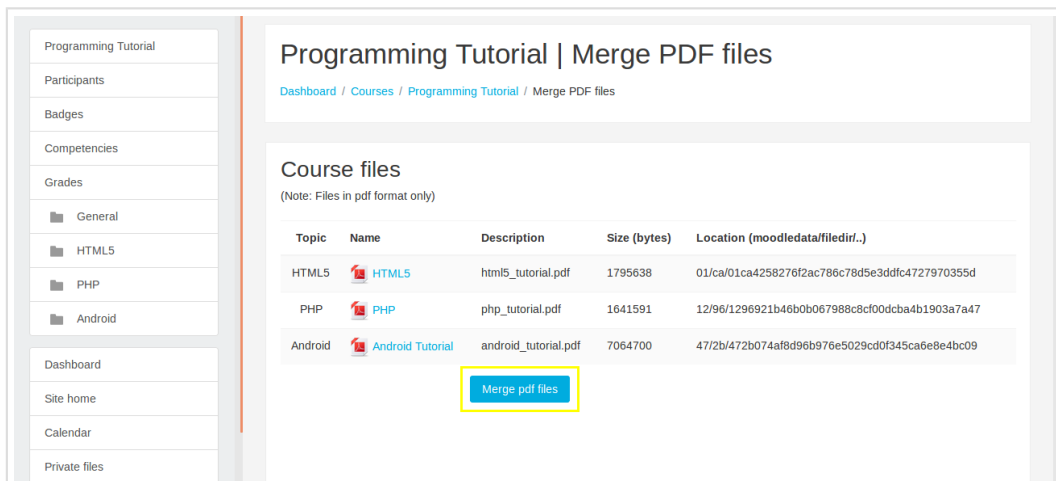 Programming Tutorial
Participants
Badges
Competencies
Grades
General
HTML5
PHP
Android
Dashboard
Site home
Calendar
Private files
Programming Tutorial | Merge PDF files
Dashboard / Courses / Programming Tutorial / Merge PDF files
Course files
(Note: Files in pdf format only)
Topic Name Description Size (bytes) Location (moodledata/filedir/..)
HTML5 HTML5 html5_tutorial.pdf 1795638 01/ca/01ca4258276f2ac786c78d5e3ddfc4727970355d
PHP PHP php_tutorial.pdf 1641591 12/96/1296921b46b0b067988c8cf00dcba4b1903a7a47
Android Android Tutorial android_tutorial.pdf 7064700 47/2b/472b074af8d96b976e5029cd0f345ca6e8e4bc09
Merge pdf files